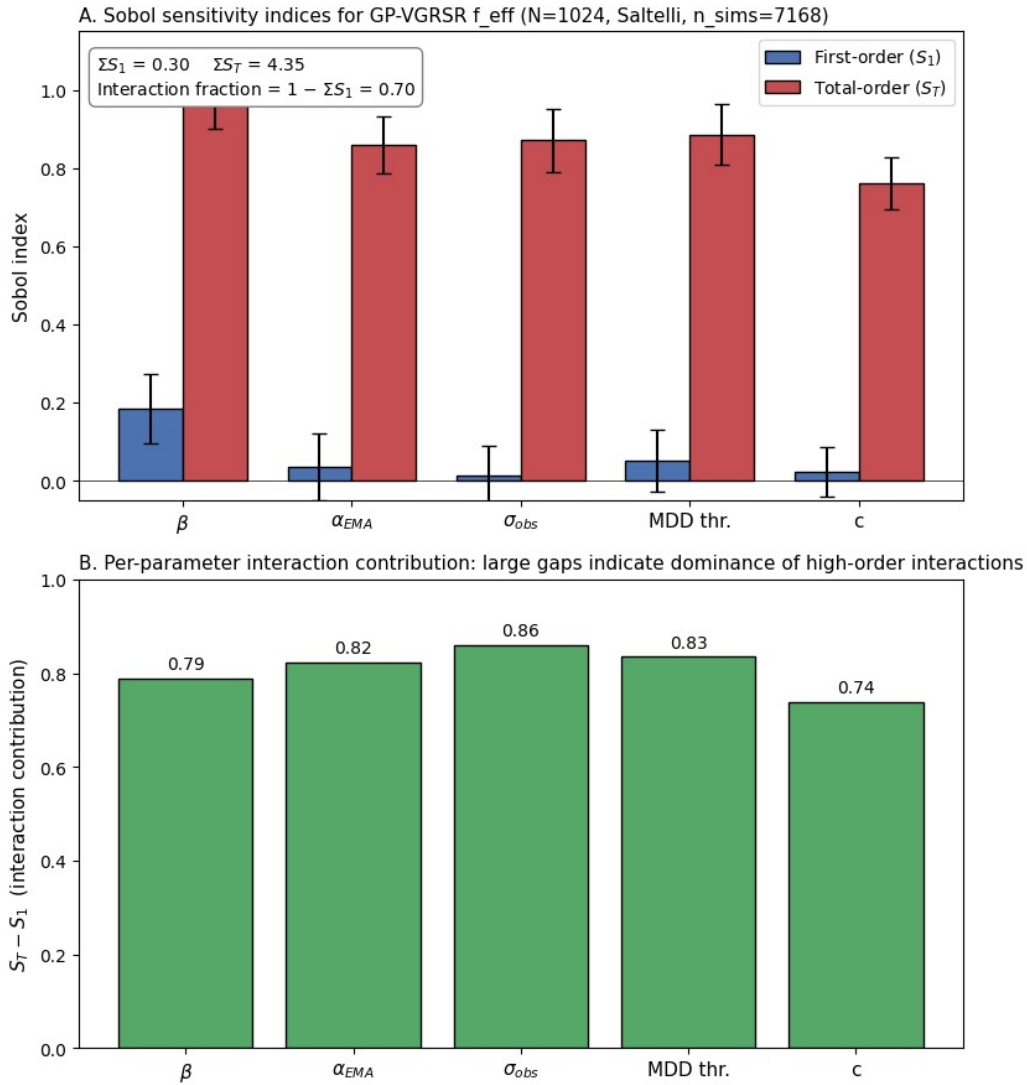 A. Sobol sensitivity indices for GP-VGRSR f_eff (N=1024, Saltelli, n_sims=7168)
ΣS₁ = 0.30 ΣS_T = 4.35
Interaction fraction = 1 − ΣS₁ = 0.70
First-order (S₁)
Total-order (S_T)
Sobol index
1.0
0.8
0.6
0.4
0.2
0.0
β α_EMA σ_obs MDD thr. c
B. Per-parameter interaction contribution: large gaps indicate dominance of high-order interactions
S_T − S₁ (interaction contribution)
1.0
0.8
0.6
0.4
0.2
0.0
0.79 0.82 0.86 0.83 0.74
β α_EMA σ_obs MDD thr. c